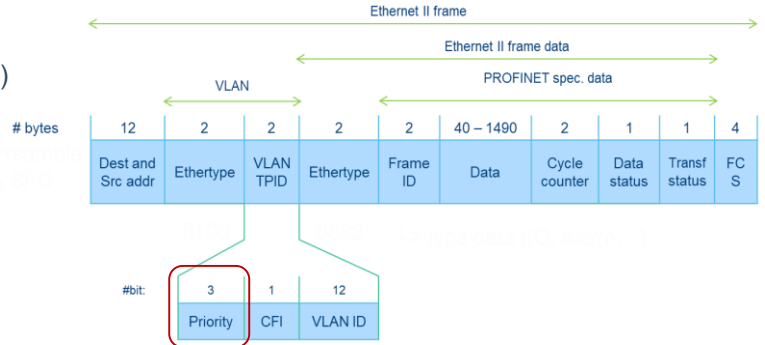 Ethernet II frame
Ethernet II frame data
)
VLAN
PROFINET spec. data
# bytes 12 2 2 2 2 40 – 1490 2 1 1 4
Dest and Src addr Ethertype VLAN TPID Ethertype Frame ID Data Cycle counter Data status Transf status FC S
#bit: 3 1 12
Priority CFI VLAN ID